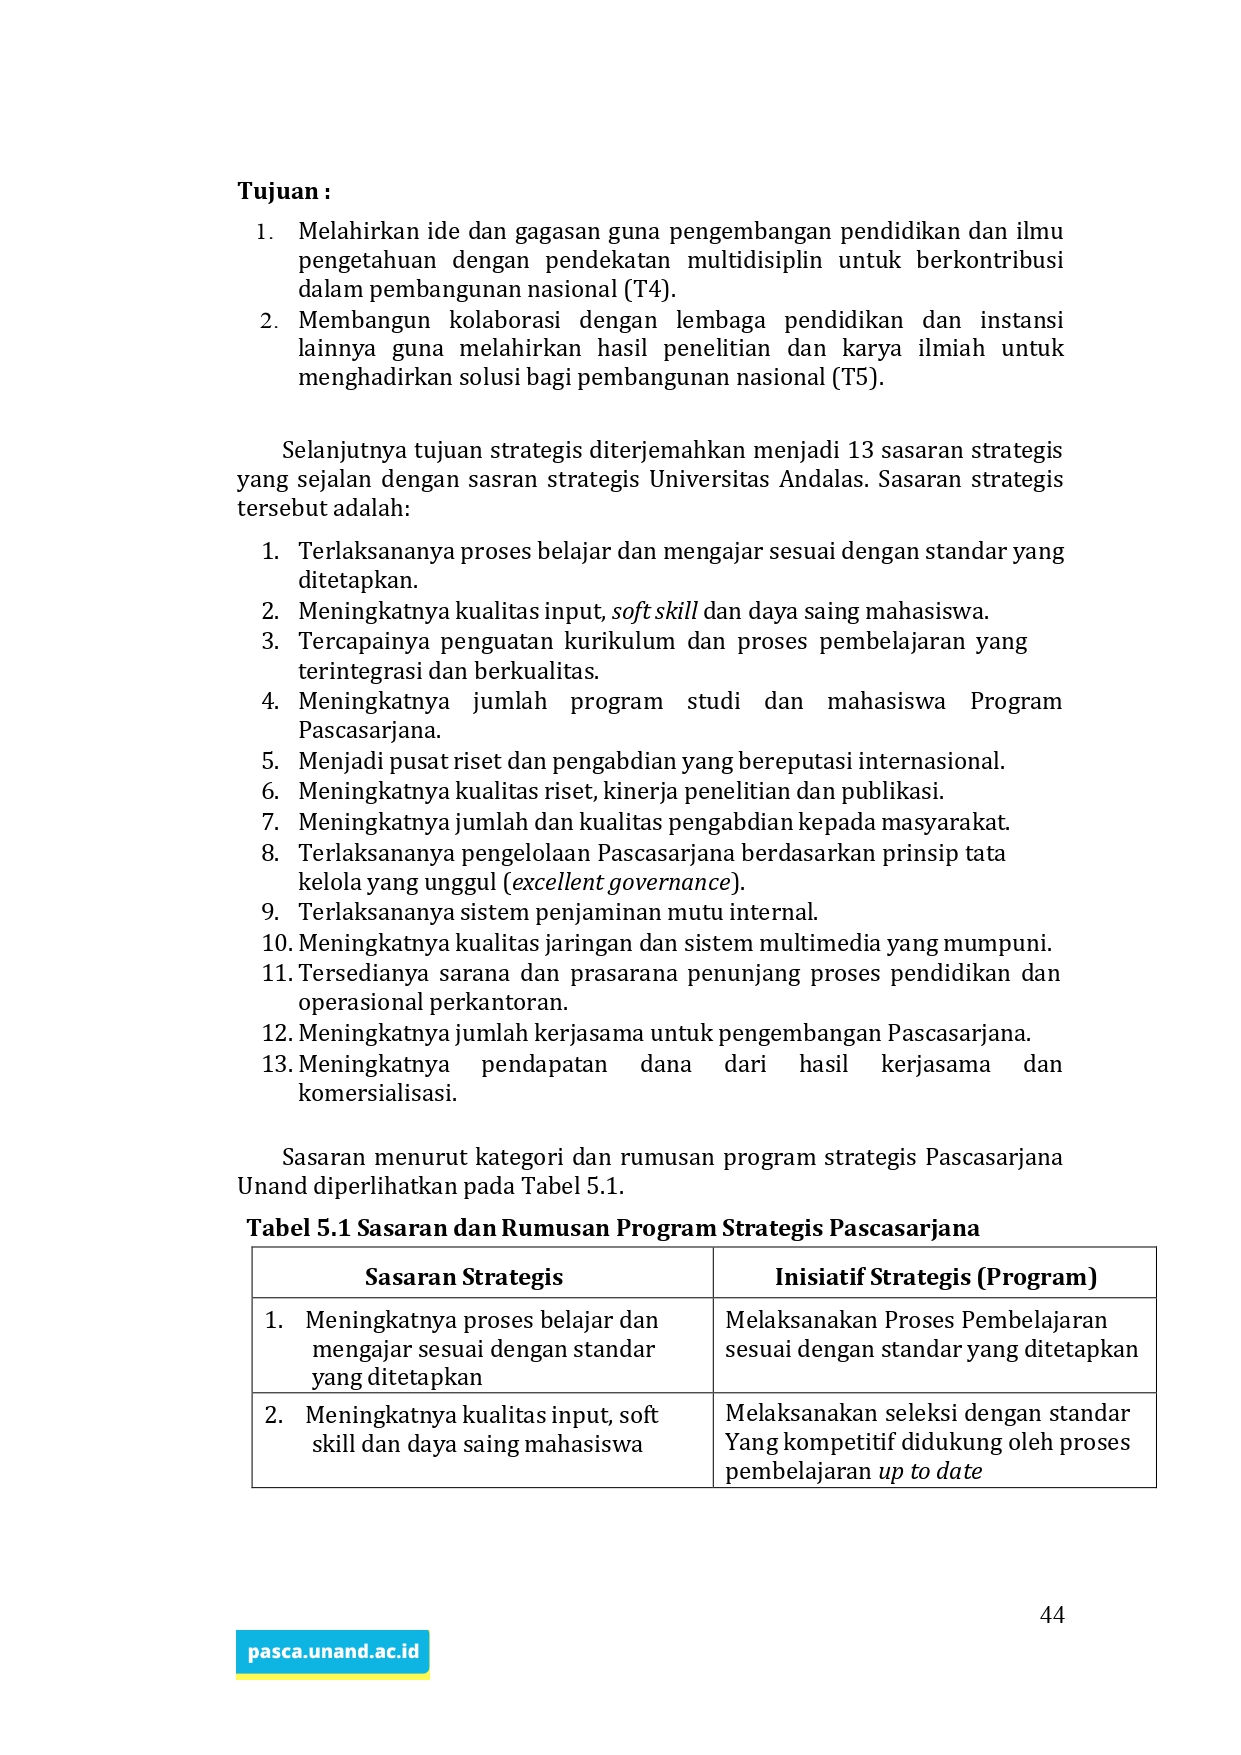 Tujuan :
1. Melahirkan ide dan gagasan guna pengembangan pendidikan dan ilmu
pengetahuan dengan pendekatan multidisiplin untuk berkontribusi
dalam pembangunan nasional (T4).
2. Membangun kolaborasi dengan lembaga pendidikan dan instansi
lainnya guna melahirkan hasil penelitian dan karya ilmiah untuk
menghadirkan solusi bagi pembangunan nasional (T5).
Selanjutnya tujuan strategis diterjemahkan menjadi 13 sasaran strategis
yang sejalan dengan sasran strategis Universitas Andalas. Sasaran strategis
tersebut adalah:
1. Terlaksananya proses belajar dan mengajar sesuai dengan standar yang
ditetapkan.
2. Meningkatnya kualitas input, soft skill dan daya saing mahasiswa.
3. Tercapainya penguatan kurikulum dan proses pembelajaran yang
terintegrasi dan berkualitas.
4. Meningkatnya jumlah program studi dan mahasiswa Program
Pascasarjana.
5. Menjadi pusat riset dan pengabdian yang bereputasi internasional.
6. Meningkatnya kualitas riset, kinerja penelitian dan publikasi.
7. Meningkatnya jumlah dan kualitas pengabdian kepada masyarakat.
8. Terlaksananya pengelolaan Pascasarjana berdasarkan prinsip tata
kelola yang unggul (excellent governance).
9. Terlaksananya sistem penjaminan mutu internal.
10. Meningkatnya kualitas jaringan dan sistem multimedia yang mumpuni.
11. Tersedianya sarana dan prasarana penunjang proses pendidikan dan
operasional perkantoran.
12. Meningkatnya jumlah kerjasama untuk pengembangan Pascasarjana.
13. Meningkatnya pendapatan dana dari hasil kerjasama dan
komersialisasi.
Sasaran menurut kategori dan rumusan program strategis Pascasarjana
Unand diperlihatkan pada Tabel 5.1.
Tabel 5.1 Sasaran dan Rumusan Program Strategis Pascasarjana
Sasaran Strategis
Inisiatif Strategis (Program)
1. Meningkatnya proses belajar dan
mengajar sesuai dengan standar
yang ditetapkan
Melaksanakan Proses Pembelajaran
sesuai dengan standar yang ditetapkan
2. Meningkatnya kualitas input, soft
skill dan daya saing mahasiswa
Melaksanakan seleksi dengan standar
Yang kompetitif didukung oleh proses
pembelajaran up to date
44
pasca.unand.ac.id